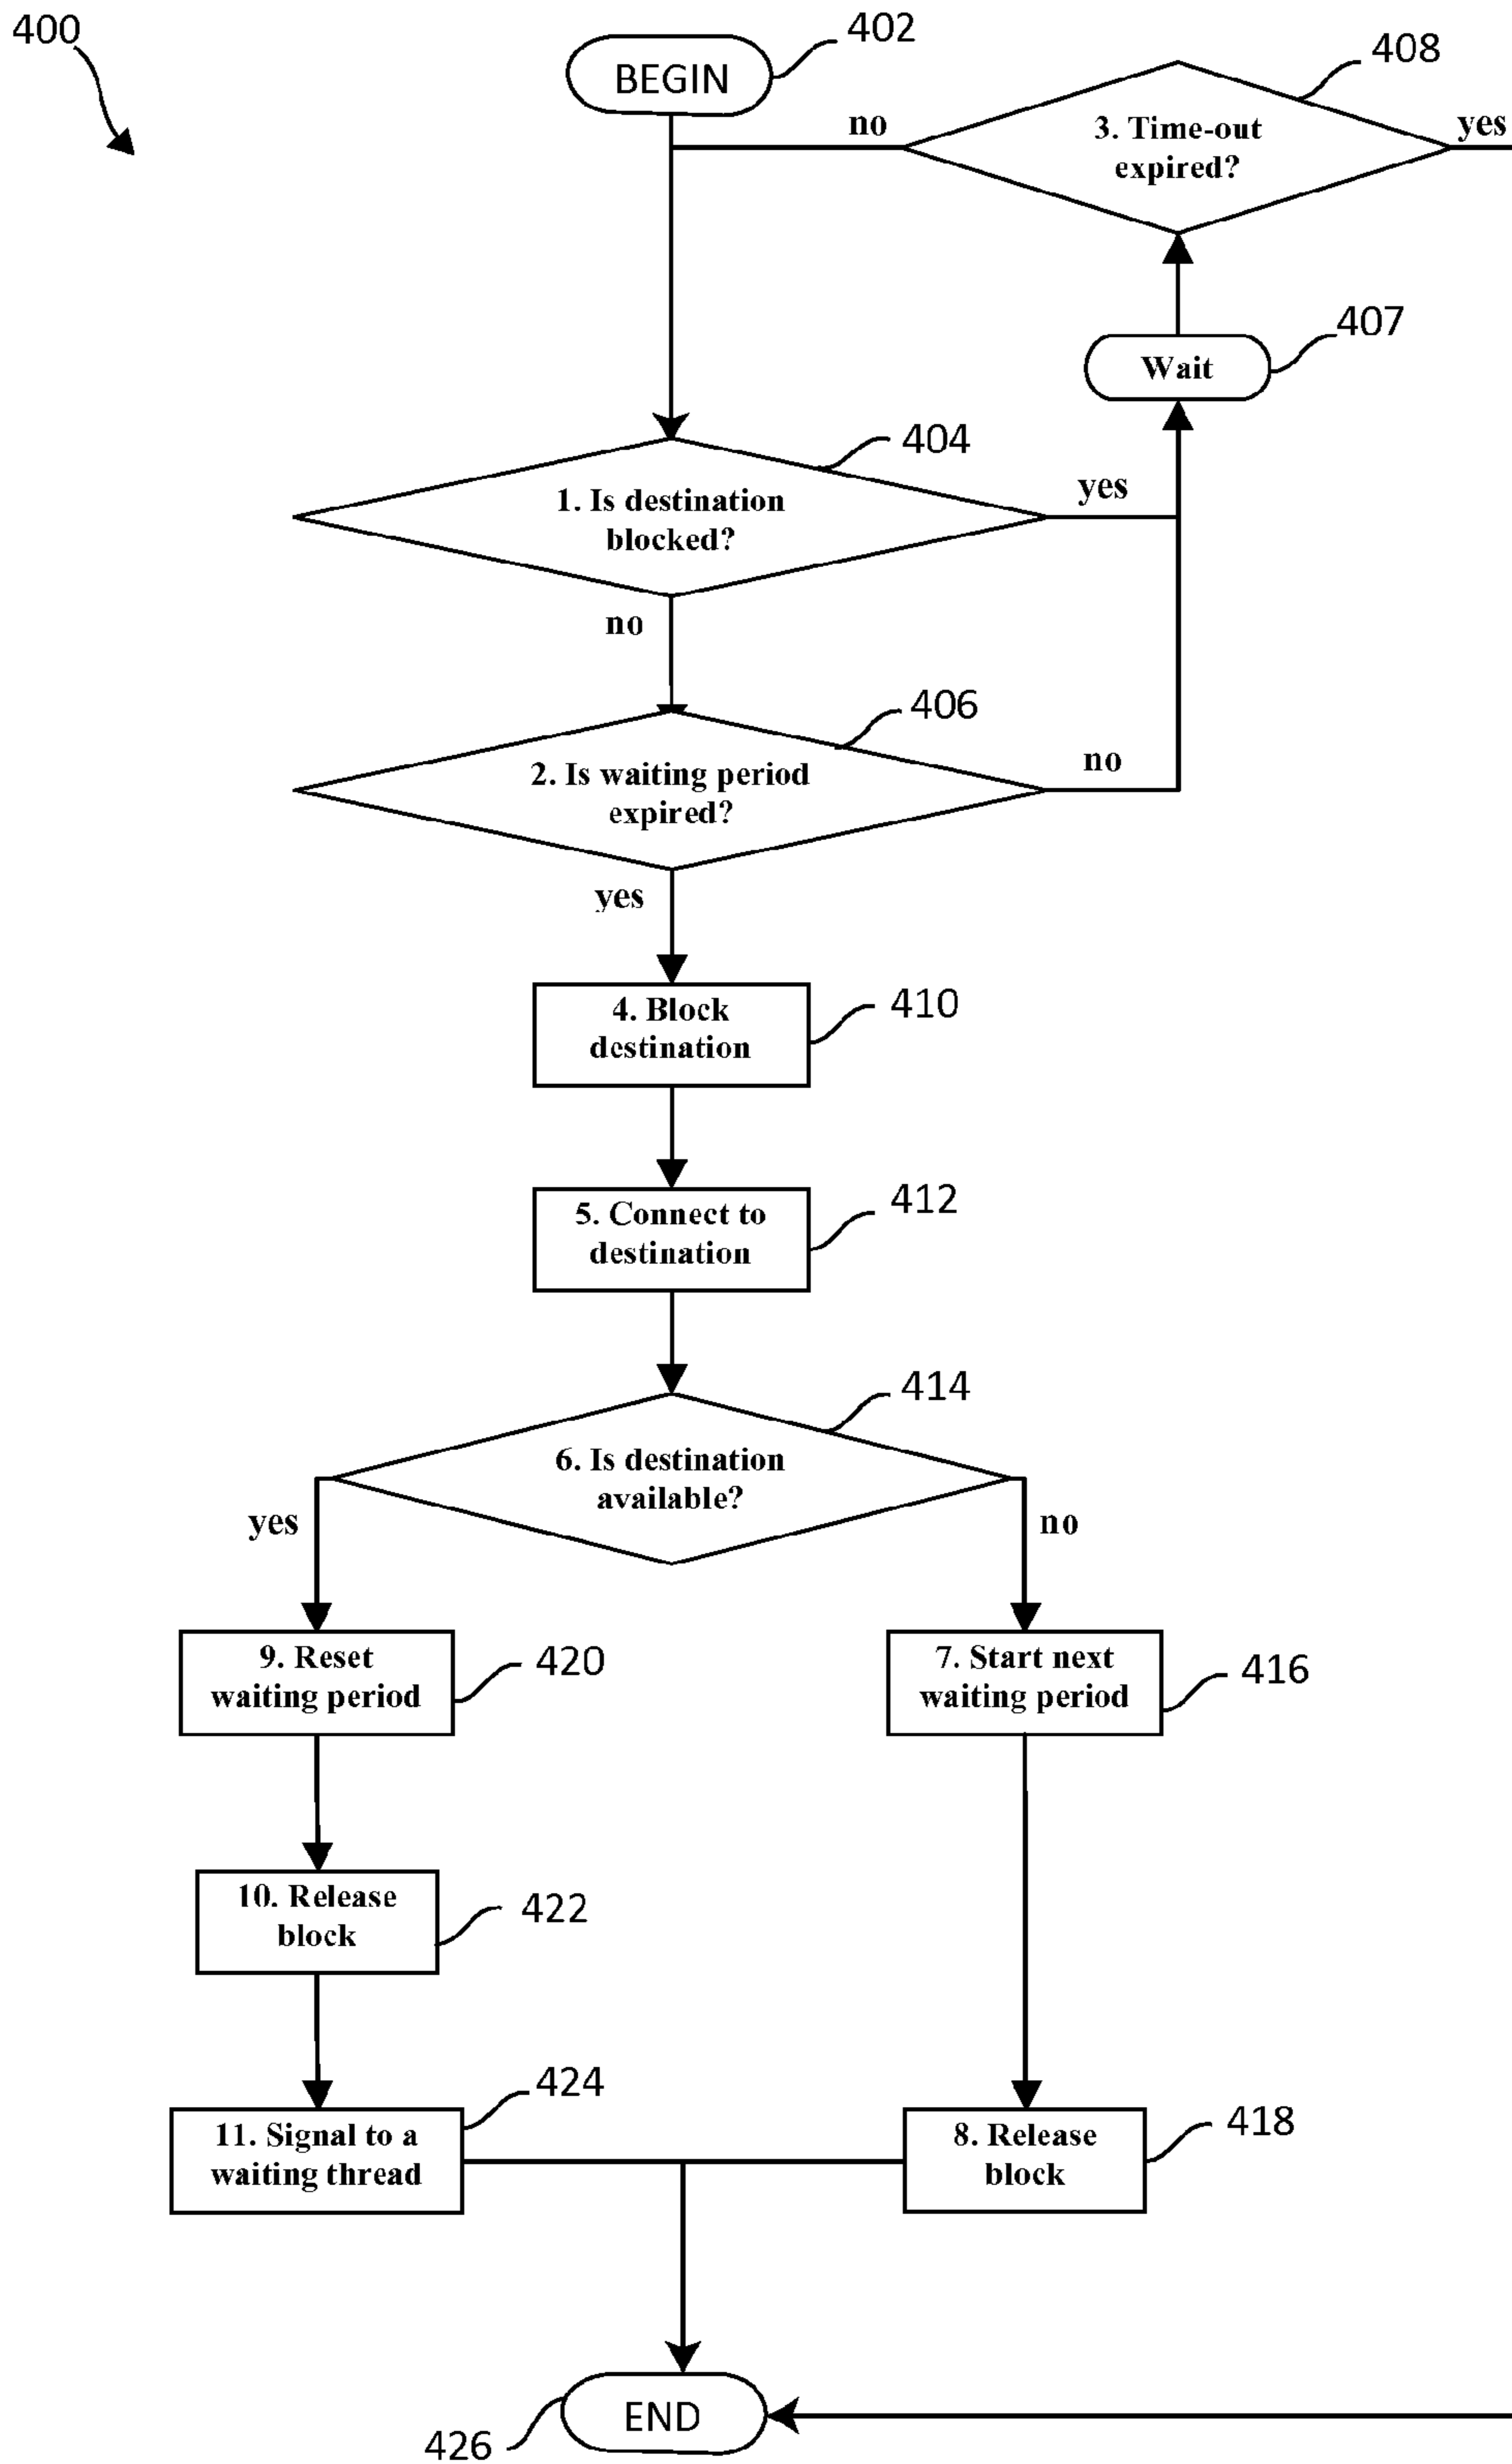 400
402
BEGIN
408
no
3. Time-out
expired?
yes
407
Wait
404
1. Is destination
blocked?
yes
no
406
2. Is waiting period
expired?
no
yes
4. Block
destination
410
5. Connect to
destination
412
414
6. Is destination
available?
yes
no
9. Reset
waiting period
420
7. Start next
waiting period
416
10. Release
block
422
424
11. Signal to a
waiting thread
8. Release
block
418
END
426